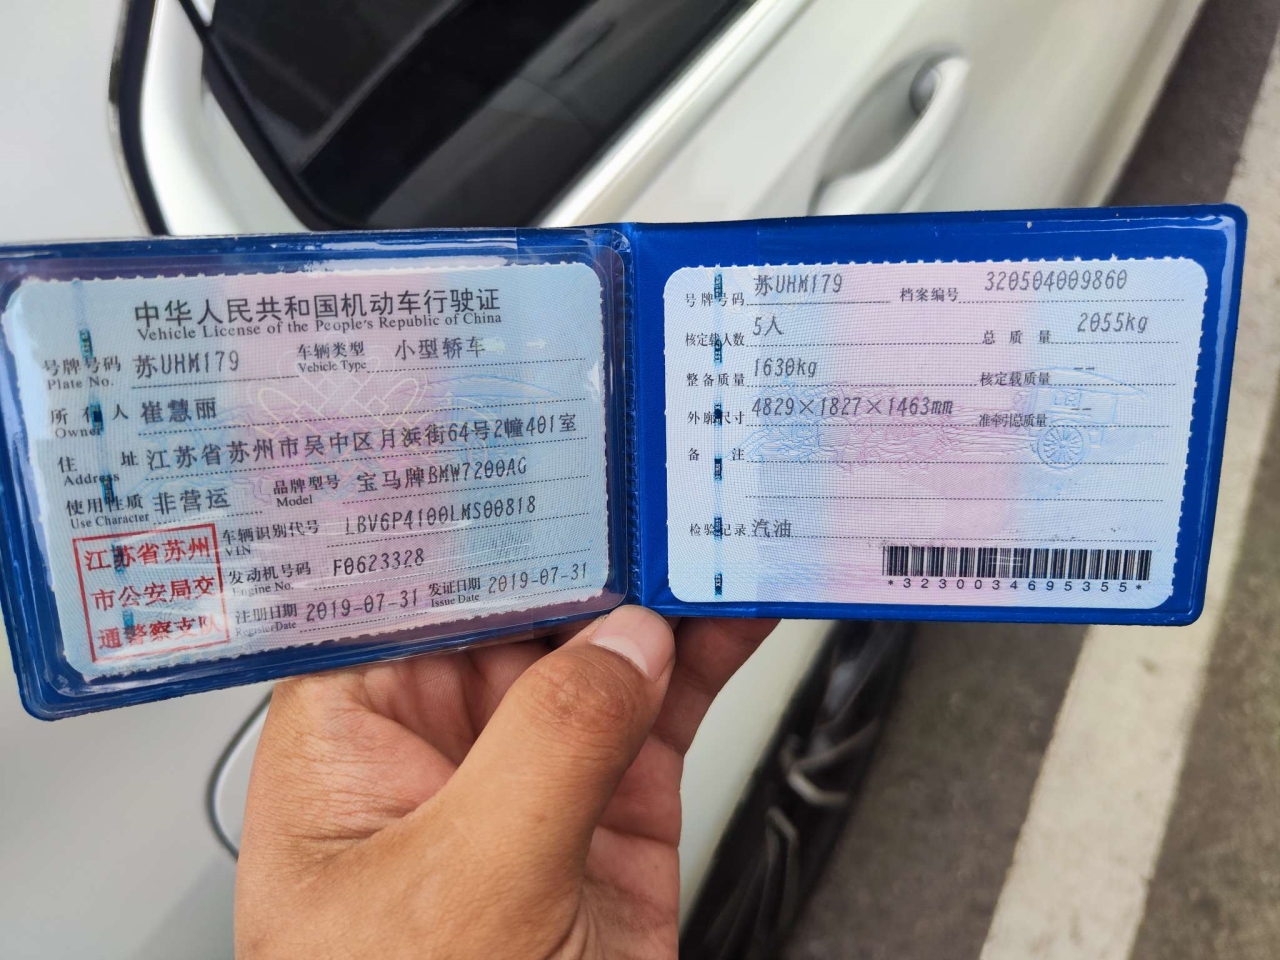 中华人民共和国机动车行驶证
Vehicle License of the People's Republic of China
号牌号码 苏UHM179 车辆类型 小型轿车
Plate No. Vehicle Type
所有人 崔慧丽
Owner
住址 江苏省苏州市吴中区月浜街64号2幢401室
Address
使用性质 非营运 品牌型号 宝马牌BMW7200AG
Use Character Model
江苏省苏州
市公安局交
通警察支队
车辆识别代号 LBV6P4100LMS00818
VIN
发动机号码 F0623328
Engine No.
注册日期 2019-07-31 发证日期 2019-07-31
Register Date Issue Date
号牌号码 苏UHM179 档案编号 320504009860
核定载人数 5人 总质量 2055kg
整备质量 1630kg 核定载质量 --
外廓尺寸 4829×1827×1463mm 准牵引总质量 --
备注
检验记录 汽油
*3230034695355*